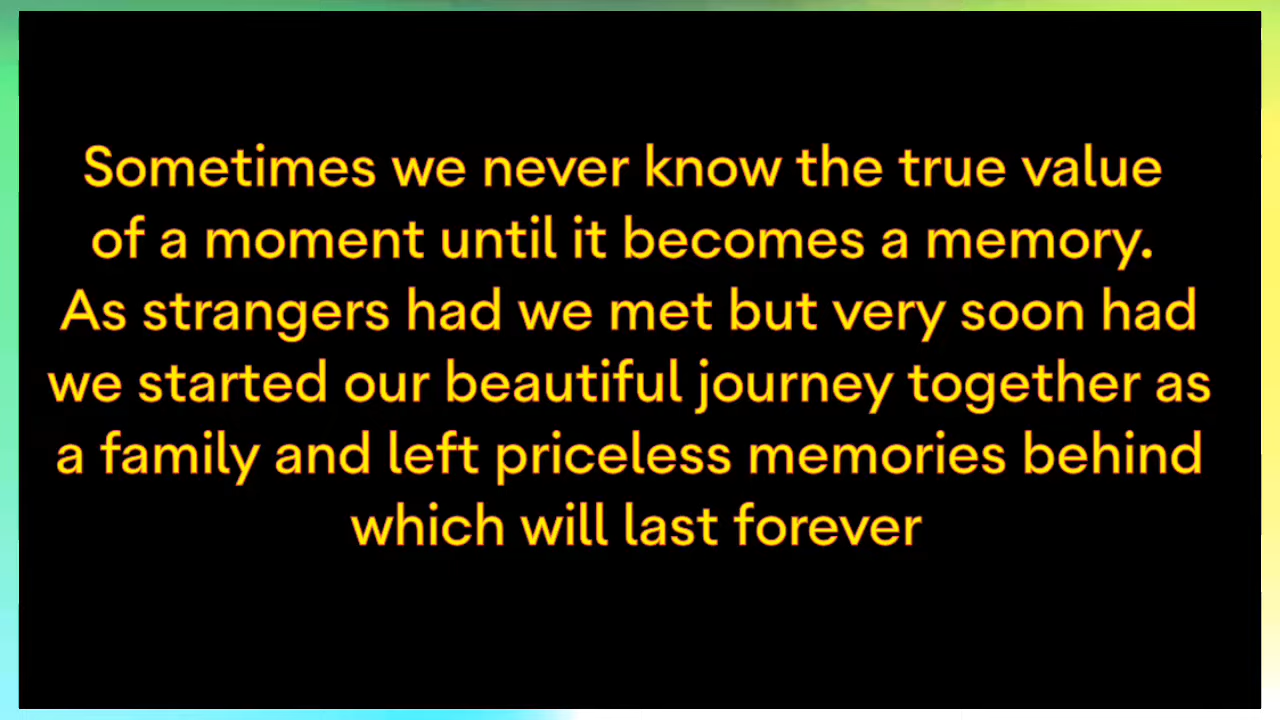 Sometimes we never know the true value
of a moment until it becomes a memory.
As strangers had we met but very soon had
we started our beautiful journey together as
a family and left priceless memories behind
which will last forever